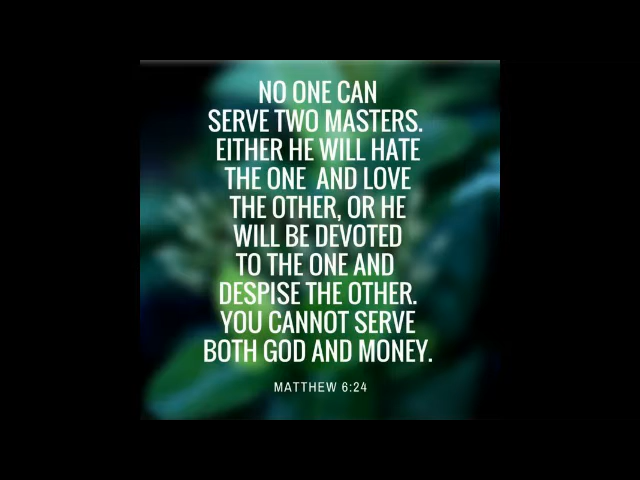 NO ONE CAN
SERVE TWO MASTERS.
EITHER HE WILL HATE
THE ONE AND LOVE
THE OTHER, OR HE
WILL BE DEVOTED
TO THE ONE AND
DESPISE THE OTHER.
YOU CANNOT SERVE
BOTH GOD AND MONEY.
MATTHEW 6:24